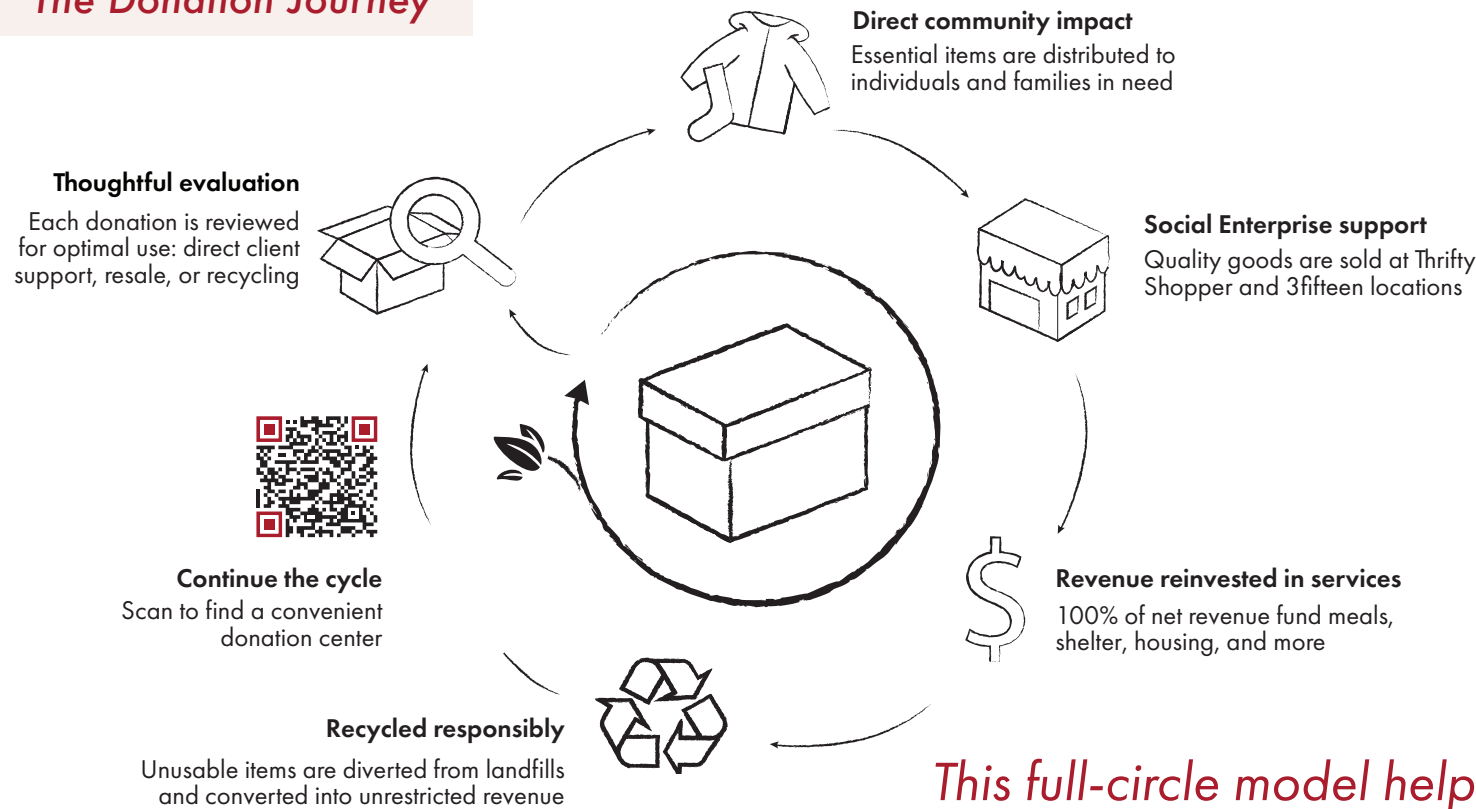 The Donation Journey
Direct community impact
Essential items are distributed to
individuals and families in need
Thoughtful evaluation
Each donation is reviewed
for optimal use: direct client
support, resale, or recycling
Social Enterprise support
Quality goods are sold at Thrifty
Shopper and 3fifteen locations
Continue the cycle
Scan to find a convenient
donation center
$
Revenue reinvested in services
100% of net revenue fund meals,
shelter, housing, and more
Recycled responsibly
Unusable items are diverted from landfills
and converted into unrestricted revenue
This full-circle model help